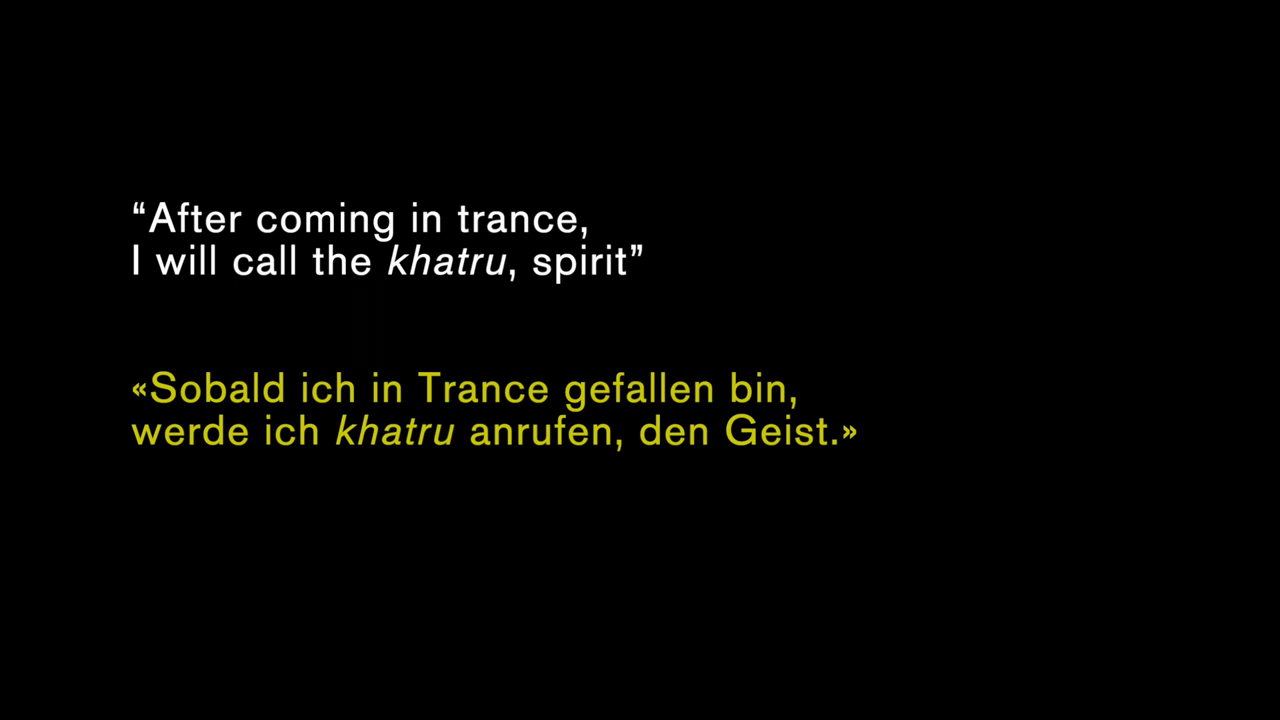 “After coming in trance,
I will call the khatru, spirit”
«Sobald ich in Trance gefallen bin,
werde ich khatru anrufen, den Geist.»